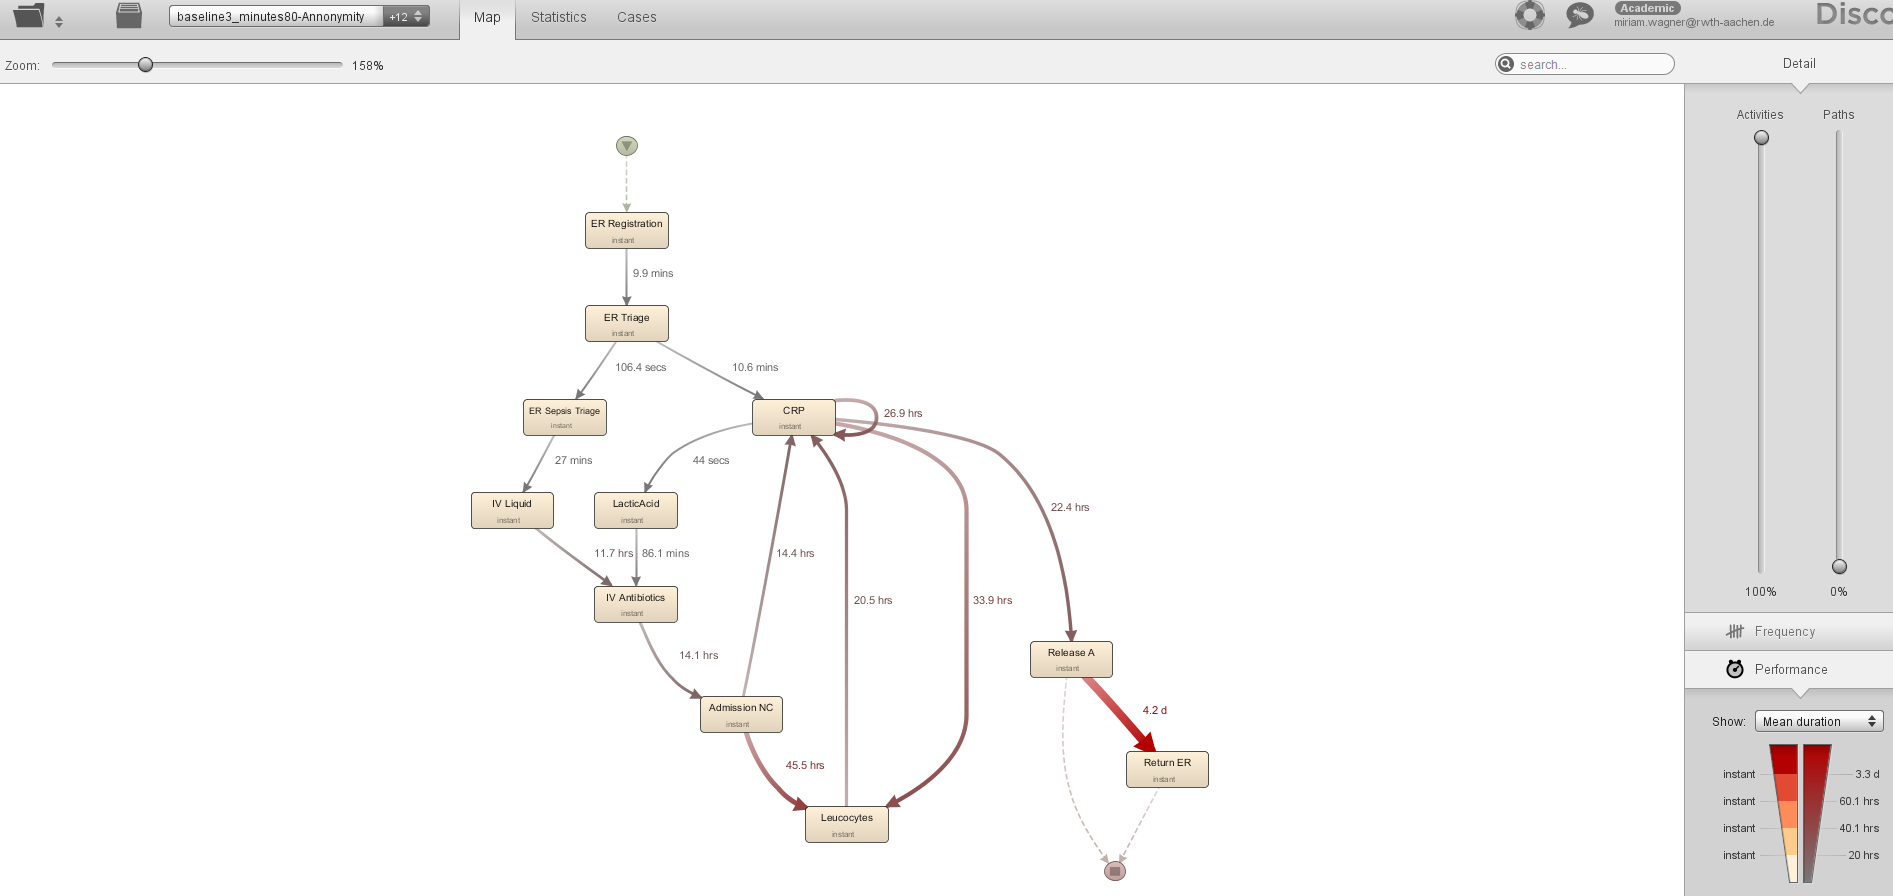 baseline3_minutes80-Annonymity +12
Map
Statistics
Cases
Academic
miriam.wagner@rwth-aachen.de
Disco
Zoom:
158%
search...
Detail
Activities
Paths
100%
0%
Frequency
Performance
Show:
Mean duration
instant
3.3 d
instant
60.1 hrs
instant
40.1 hrs
instant
20 hrs
ER Registration
instant
9.9 mins
ER Triage
instant
106.4 secs
10.6 mins
ER Sepsis Triage
instant
CRP
instant
26.9 hrs
27 mins
44 secs
IV Liquid
instant
LacticAcid
instant
22.4 hrs
11.7 hrs
86.1 mins
14.4 hrs
IV Antibiotics
instant
20.5 hrs
33.9 hrs
14.1 hrs
Release A
instant
Admission NC
instant
4.2 d
45.5 hrs
Return ER
instant
Leucocytes
instant